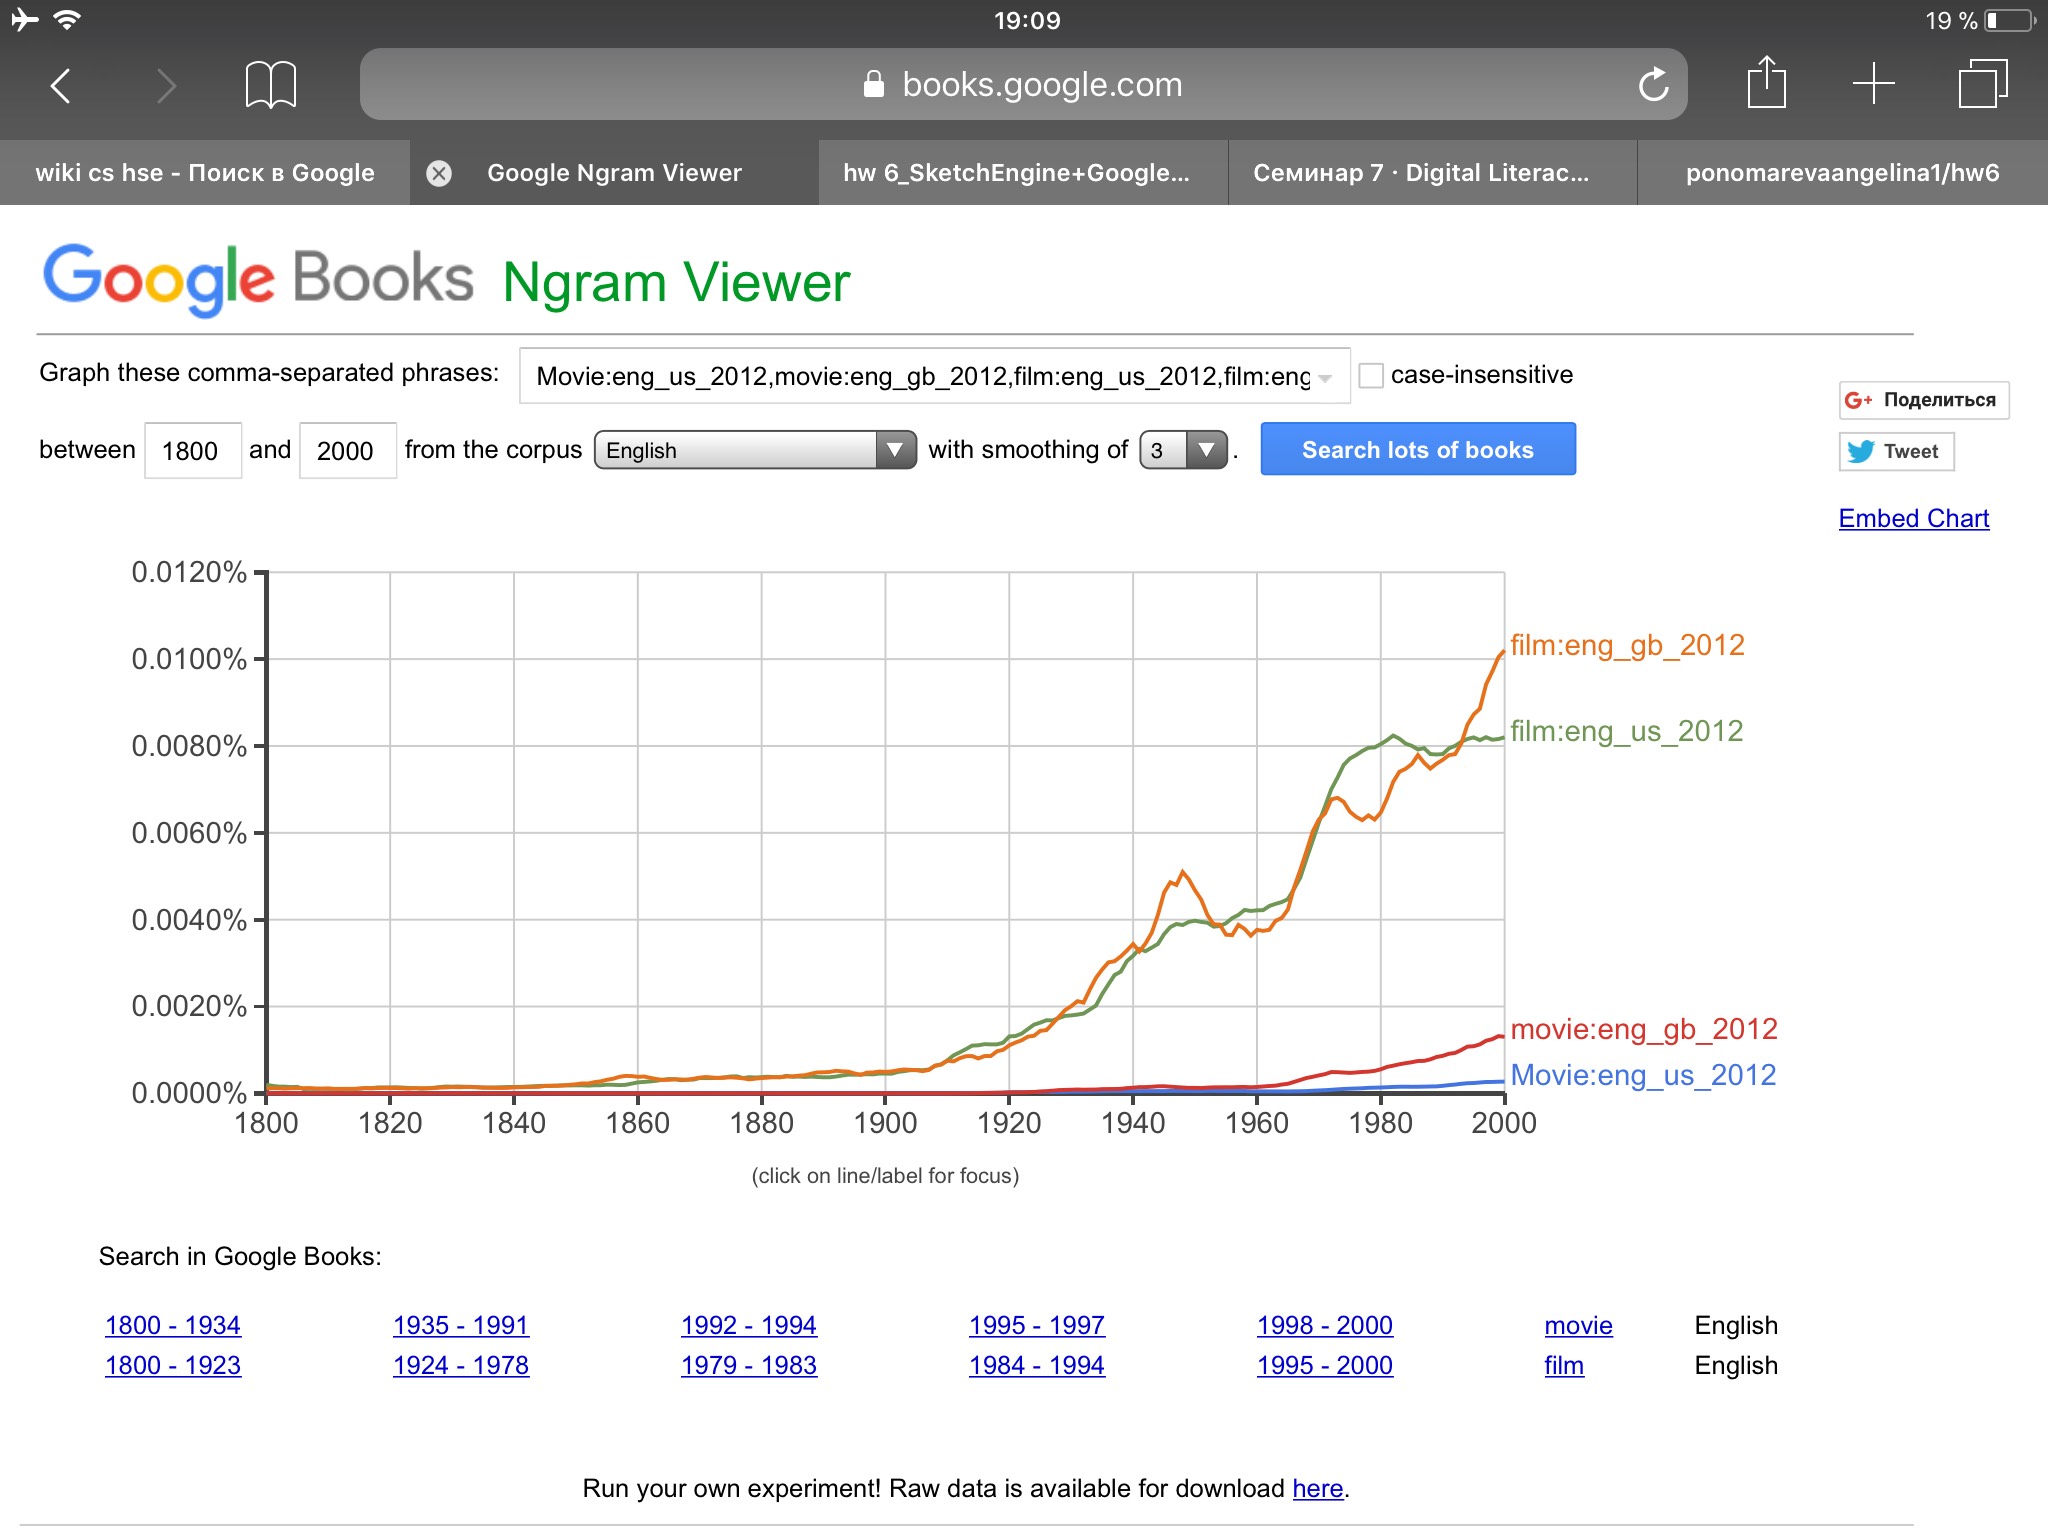 19:09
19 %
books.google.com
wiki cs hse - Поиск в Google
Google Ngram Viewer
hw 6_SketchEngine+Google...
Семинар 7 · Digital Literac...
ponomarevaangelina1/hw6
Google Books Ngram Viewer
Graph these comma-separated phrases: Movie:eng_us_2012,movie:eng_gb_2012,film:eng_us_2012,film:eng case-insensitive
between 1800 and 2000 from the corpus English with smoothing of 3 . Search lots of books
G+ Поделиться
Tweet
Embed Chart
0.0120%
0.0100%
0.0080%
0.0060%
0.0040%
0.0020%
0.0000%
film:eng_gb_2012
film:eng_us_2012
movie:eng_gb_2012
Movie:eng_us_2012
1800 1820 1840 1860 1880 1900 1920 1940 1960 1980 2000
(click on line/label for focus)
Search in Google Books:
1800 - 1934 1935 - 1991 1992 - 1994 1995 - 1997 1998 - 2000 movie English
1800 - 1923 1924 - 1978 1979 - 1983 1984 - 1994 1995 - 2000 film English
Run your own experiment! Raw data is available for download here.